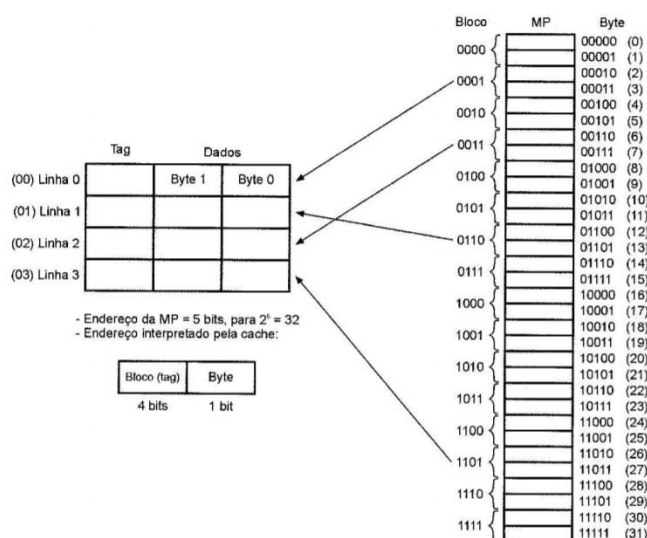 Tag Dados
(00) Linha 0 Byte 1 Byte 0
(01) Linha 1
(02) Linha 2
(03) Linha 3
- Endereço da MP = 5 bits, para 2⁵ = 32
- Endereço interpretado pela cache:
Bloco (tag) Byte
4 bits 1 bit
Bloco MP Byte
0000 00000 (0)
00001 (1)
0001 00010 (2)
00011 (3)
0010 00100 (4)
00101 (5)
0011 00110 (6)
00111 (7)
0100 01000 (8)
01001 (9)
0101 01010 (10)
01011 (11)
0110 01100 (12)
01101 (13)
0111 01110 (14)
01111 (15)
1000 10000 (16)
10001 (17)
1001 10010 (18)
10011 (19)
1010 10100 (20)
10101 (21)
1011 10110 (22)
10111 (23)
1100 11000 (24)
11001 (25)
1101 11010 (26)
11011 (27)
1110 11100 (28)
11101 (29)
1111 11110 (30)
11111 (31)